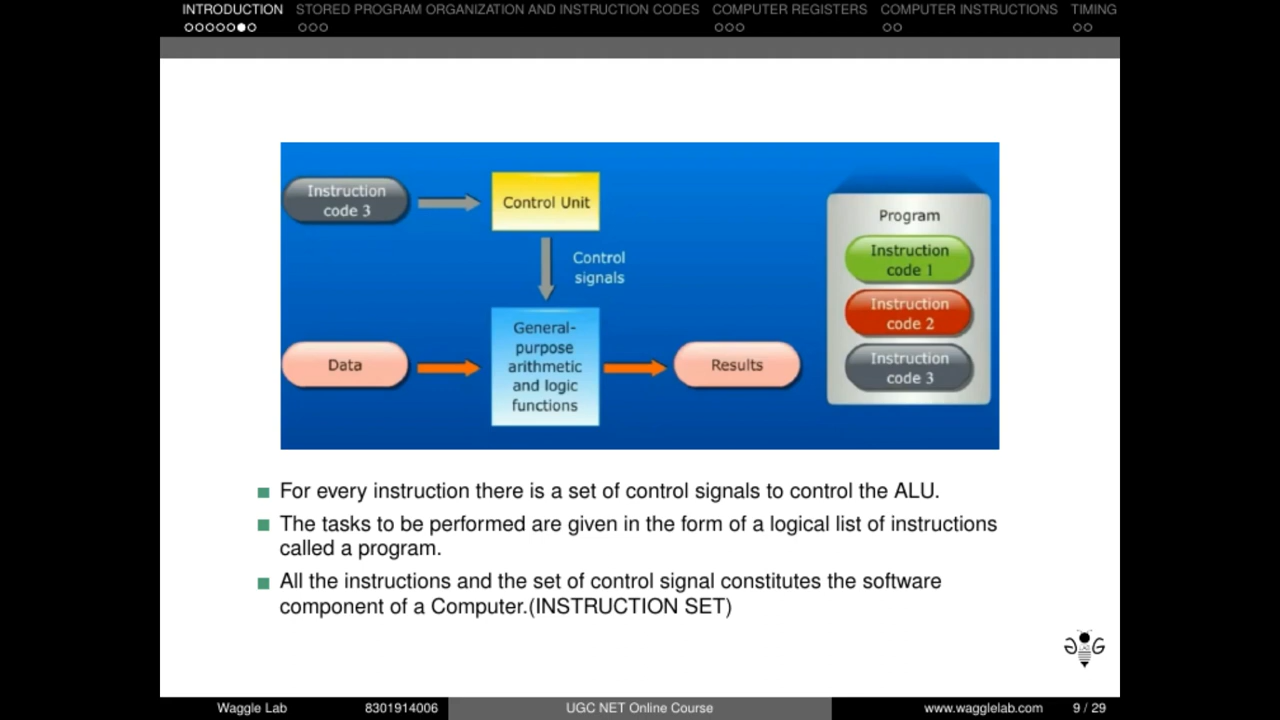 INTRODUCTION STORED PROGRAM ORGANIZATION AND INSTRUCTION CODES COMPUTER REGISTERS COMPUTER INSTRUCTIONS TIMING
Instruction
code 3
Control Unit
Control
signals
Data
General-
purpose
arithmetic
and logic
functions
Results
Program
Instruction
code 1
Instruction
code 2
Instruction
code 3
For every instruction there is a set of control signals to control the ALU.
The tasks to be performed are given in the form of a logical list of instructions
called a program.
All the instructions and the set of control signal constitutes the software
component of a Computer.(INSTRUCTION SET)
Waggle Lab 8301914006 UGC NET Online Course www.wagglelab.com 9 / 29